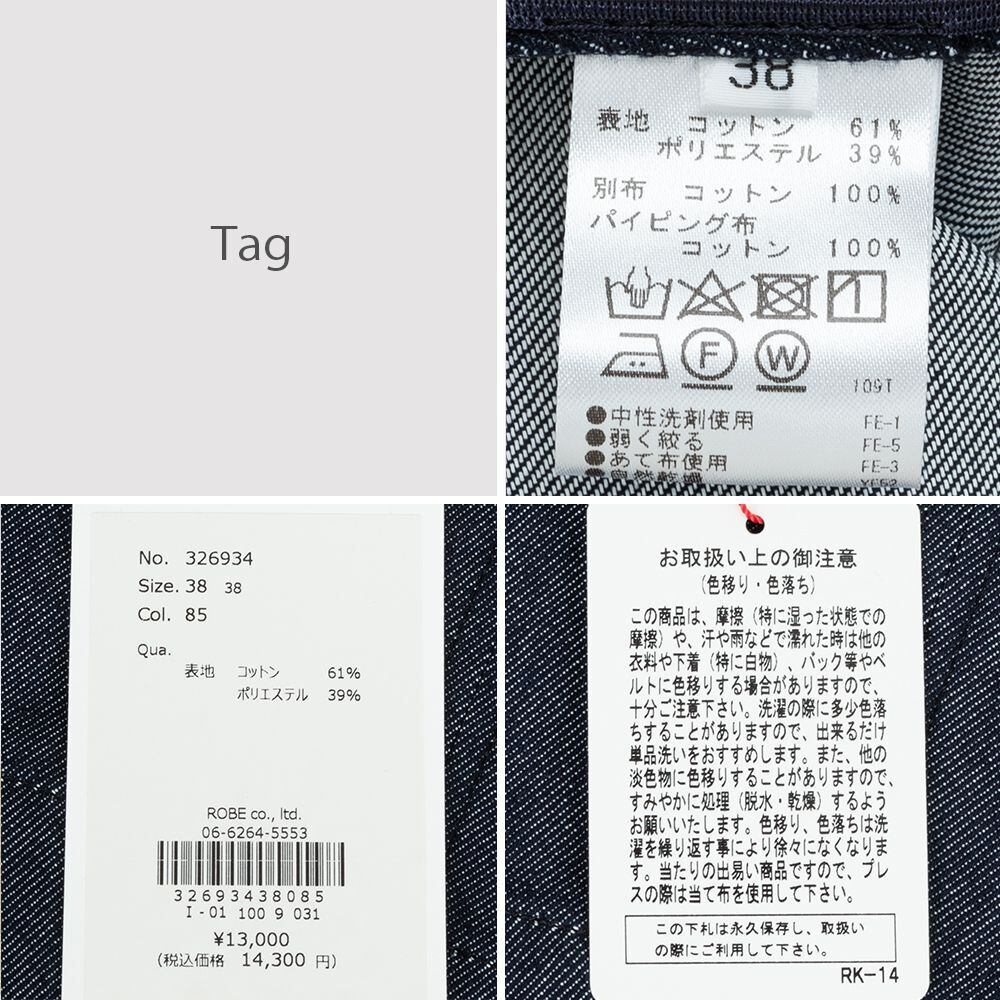 Tag
38
表地 コットン 61%
ポリエステル 39%
別布 コットン 100%
パイピング布
コットン 100%
F W
109T
●中性洗剤使用 FE-1
●弱く絞る FE-5
●あて布使用 FE-3
No. 326934
Size. 38 38
Col. 85
Qua.
表地 コットン 61%
ポリエステル 39%
ROBE co., ltd.
06-6264-5553
32693438085
I-01 100 9 031
¥13,000
(税込価格 14,300 円)
お取扱い上の御注意
(色移り・色落ち)
この商品は、摩擦(特に湿った状態での
摩擦)や、汗や雨などで濡れた時は他の
衣料や下着(特に白物)、バック等やベ
ルトに色移りする場合がありますので、
十分ご注意下さい。洗濯の際に多少色落
ちすることがありますので、出来るだけ
単品洗いをおすすめします。また、他の
淡色物に色移りすることがありますので、
すみやかに処理(脱水・乾燥)するよう
お願いいたします。色移り、色落ちは洗
濯を繰り返す事により徐々になくなりま
す。当たりの出易い商品ですので、プレ
スの際は当て布を使用して下さい。
この下札は永久保存し、取扱い
の際にご利用して下さい。
RK-14